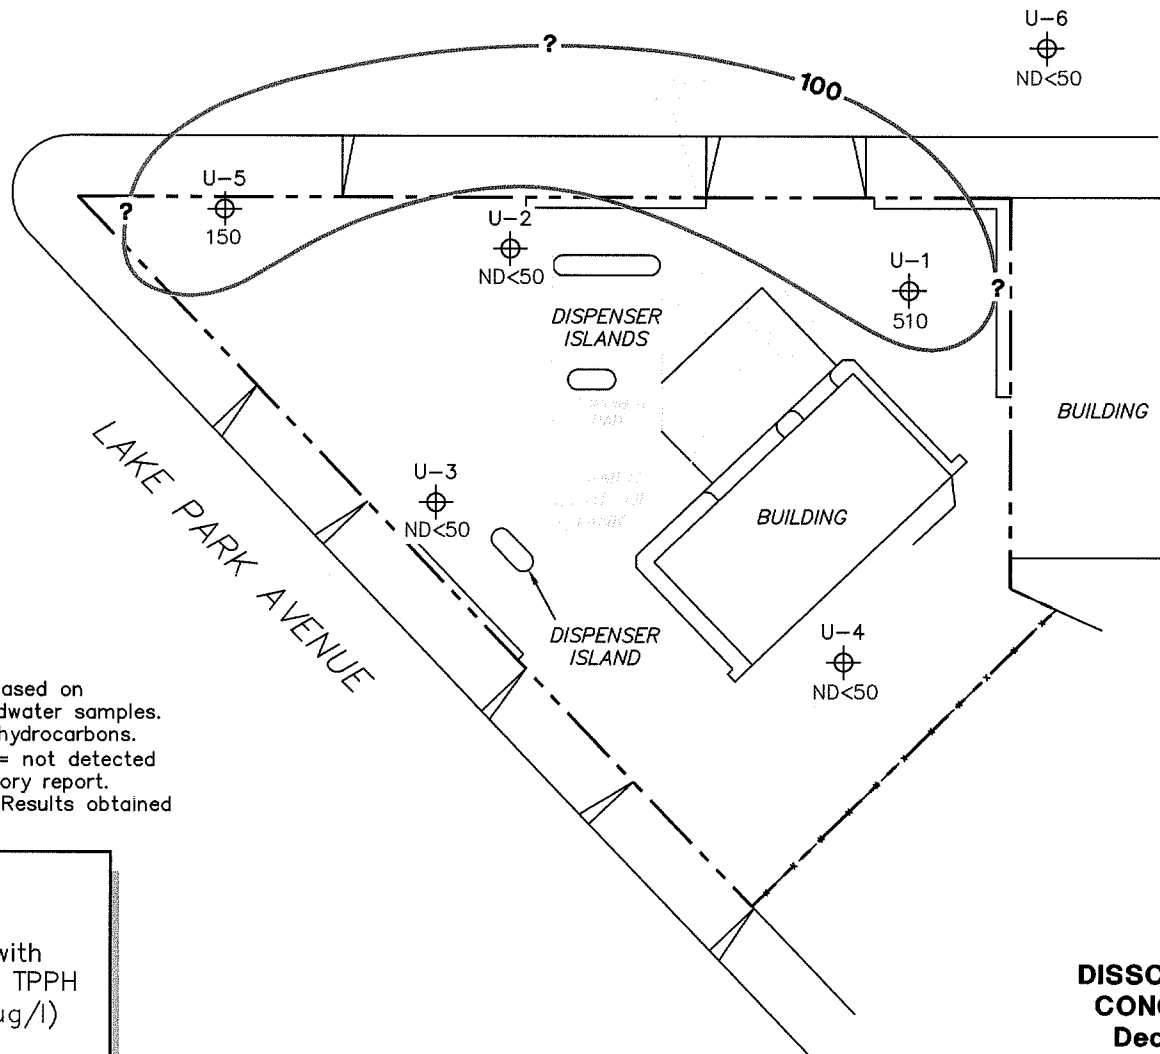 U-6
ND<50
?
100
U-5
?
150
U-2
ND<50
U-1
510
?
DISPENSER
ISLANDS
BUILDING
LAKE PARK AVENUE
U-3
ND<50
BUILDING
DISPENSER
ISLAND
U-4
ND<50
ased on
dwater samples.
hydrocarbons.
= not detected
ory report.
Results obtained
with
TPPH
ug/l)
DISSO
CONC
Dec